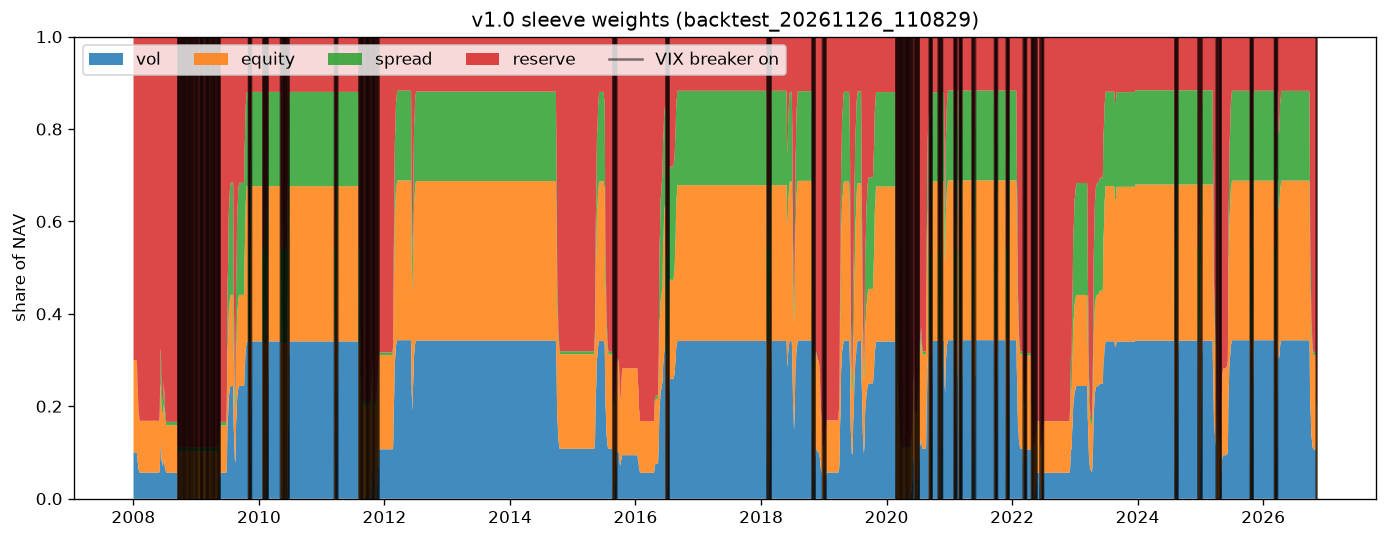 v1.0 sleeve weights (backtest_20261126_110829)
vol equity spread reserve VIX breaker on
share of NAV
1.0
0.8
0.6
0.4
0.2
0.0
2008 2010 2012 2014 2016 2018 2020 2022 2024 2026